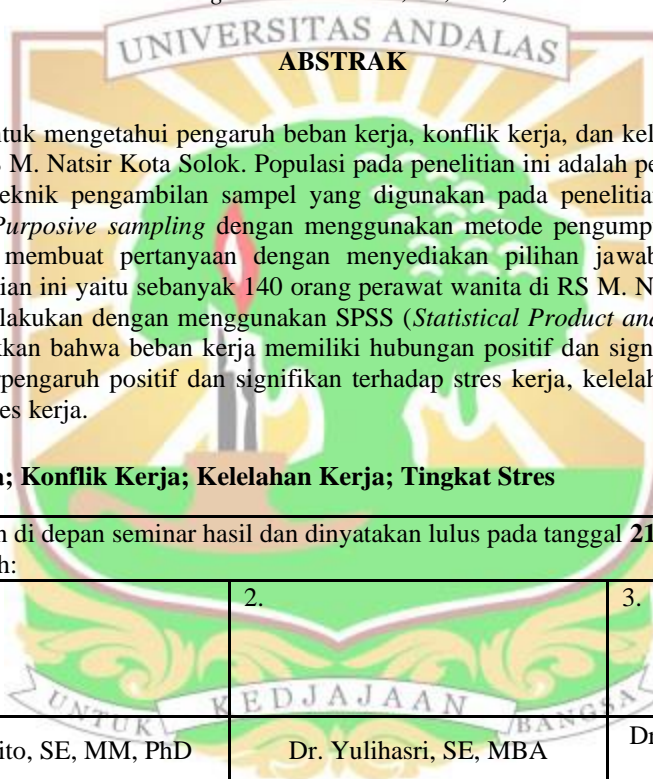 UNIVERSITAS ANDALAS
ABSTRAK
tuk mengetahui pengaruh beban kerja, konflik kerja, dan kel
M. Natsir Kota Solok. Populasi pada penelitian ini adalah pe
eknik pengambilan sampel yang digunakan pada penelitian
Purposive sampling dengan menggunakan metode pengump
membuat pertanyaan dengan menyediakan pilihan jawab
ian ini yaitu sebanyak 140 orang perawat wanita di RS M. N
lakukan dengan menggunakan SPSS (Statistical Product an
kan bahwa beban kerja memiliki hubungan positif dan sign
rpengaruh positif dan signifikan terhadap stres kerja, kelelah
es kerja.
a; Konflik Kerja; Kelelahan Kerja; Tingkat Stres
n di depan seminar hasil dan dinyatakan lulus pada tanggal 21
h:
2.
3.
UNTUK KEDJAJAAN BANGSA
ito, SE, MM, PhD
Dr. Yulihasri, SE, MBA
Dr